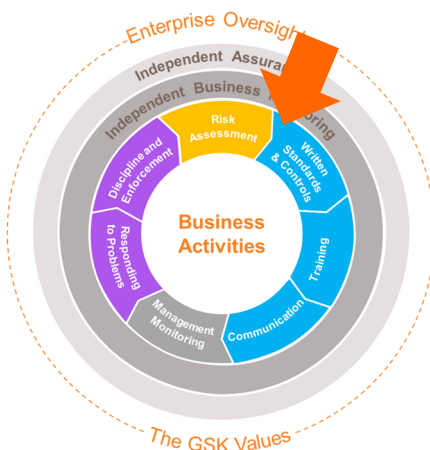 Enterprise Oversight
Independent
Independent Business
Risk
Assessment
Written
Standards
& Controls
Training
Communication
Management
Monitoring
Responding
to Problems
Discipline and
Enforcement
Business
Activities
The GSK Values